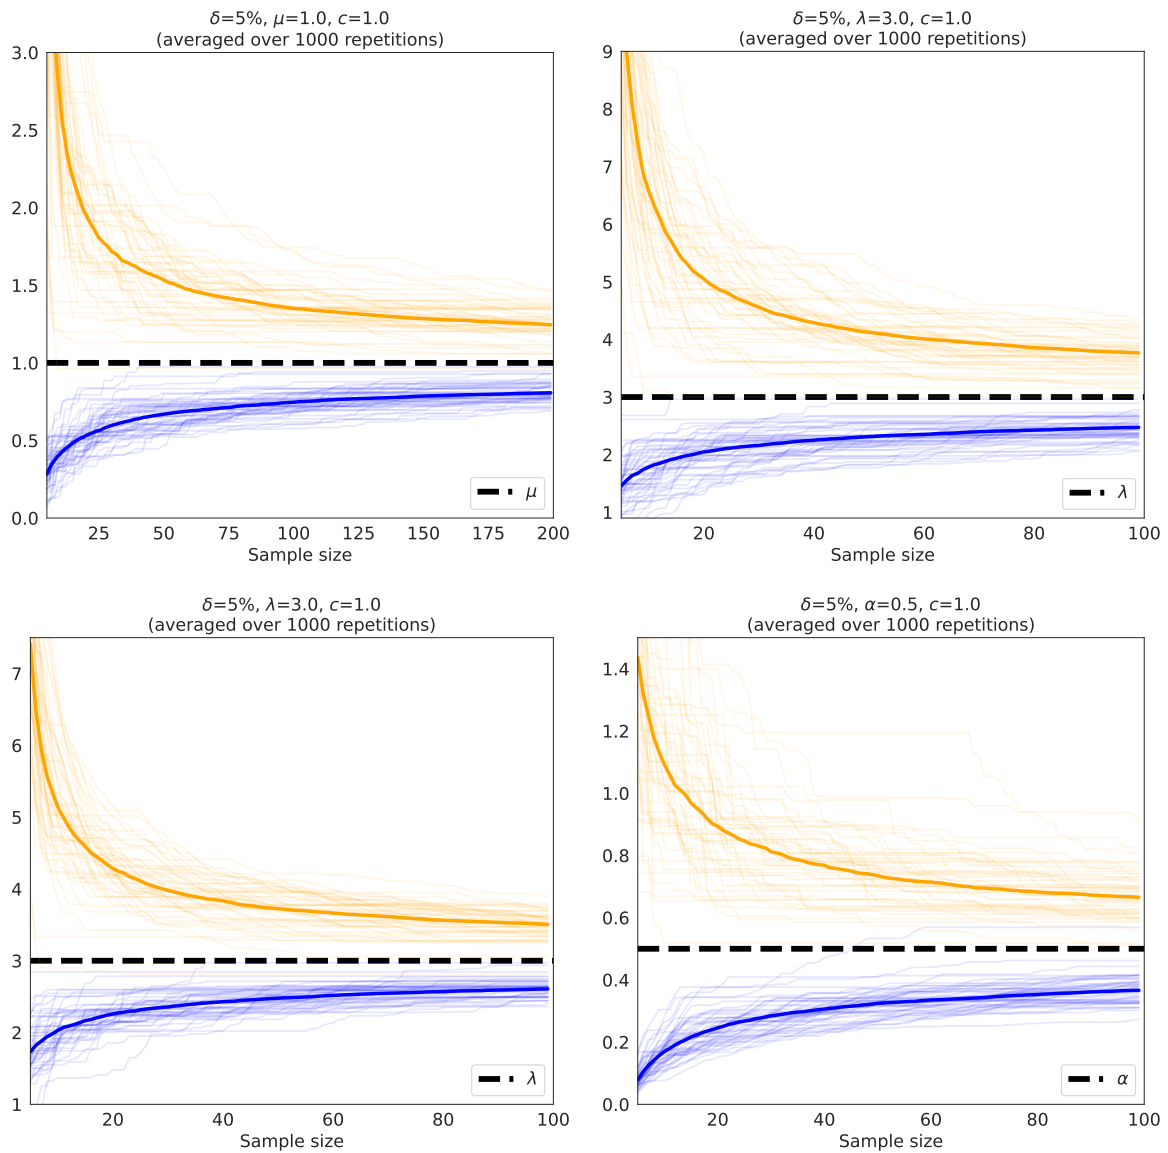 δ=5%, μ=1.0, c=1.0
(averaged over 1000 repetitions)
3.0
2.5
2.0
1.5
1.0
0.5
0.0
25 50 75 100 125 150 175 200
Sample size
μ
δ=5%, λ=3.0, c=1.0
(averaged over 1000 repetitions)
9
8
7
6
5
4
3
2
1
20 40 60 80 100
Sample size
λ
δ=5%, λ=3.0, c=1.0
(averaged over 1000 repetitions)
7
6
5
4
3
2
1
20 40 60 80 100
Sample size
λ
δ=5%, α=0.5, c=1.0
(averaged over 1000 repetitions)
1.4
1.2
1.0
0.8
0.6
0.4
0.2
0.0
20 40 60 80 100
Sample size
α